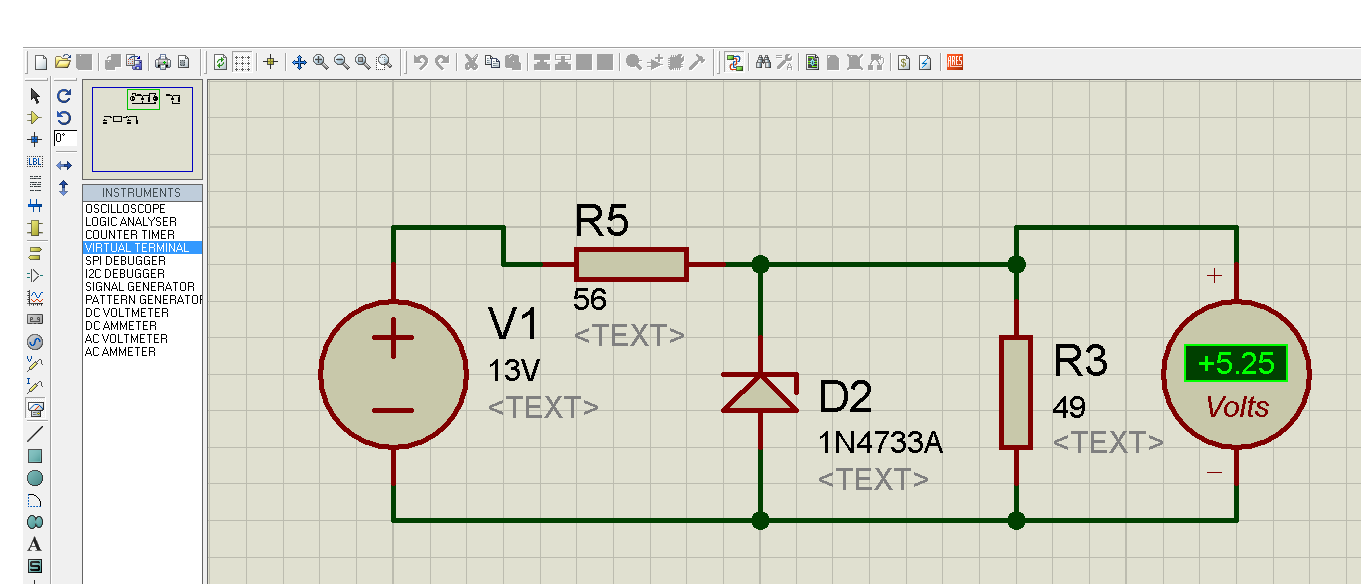 ARES
LBL
0°
INSTRUMENTS
OSCILLOSCOPE
LOGIC ANALYSER
COUNTER TIMER
VIRTUAL TERMINAL
SPI DEBUGGER
I2C DEBUGGER
SIGNAL GENERATOR
PATTERN GENERATOR
DC VOLTMETER
DC AMMETER
AC VOLTMETER
AC AMMETER
A
S
R5
56
<TEXT>
V1
13V
<TEXT>
D2
1N4733A
<TEXT>
R3
49
<TEXT>
+
+5.25
Volts
−